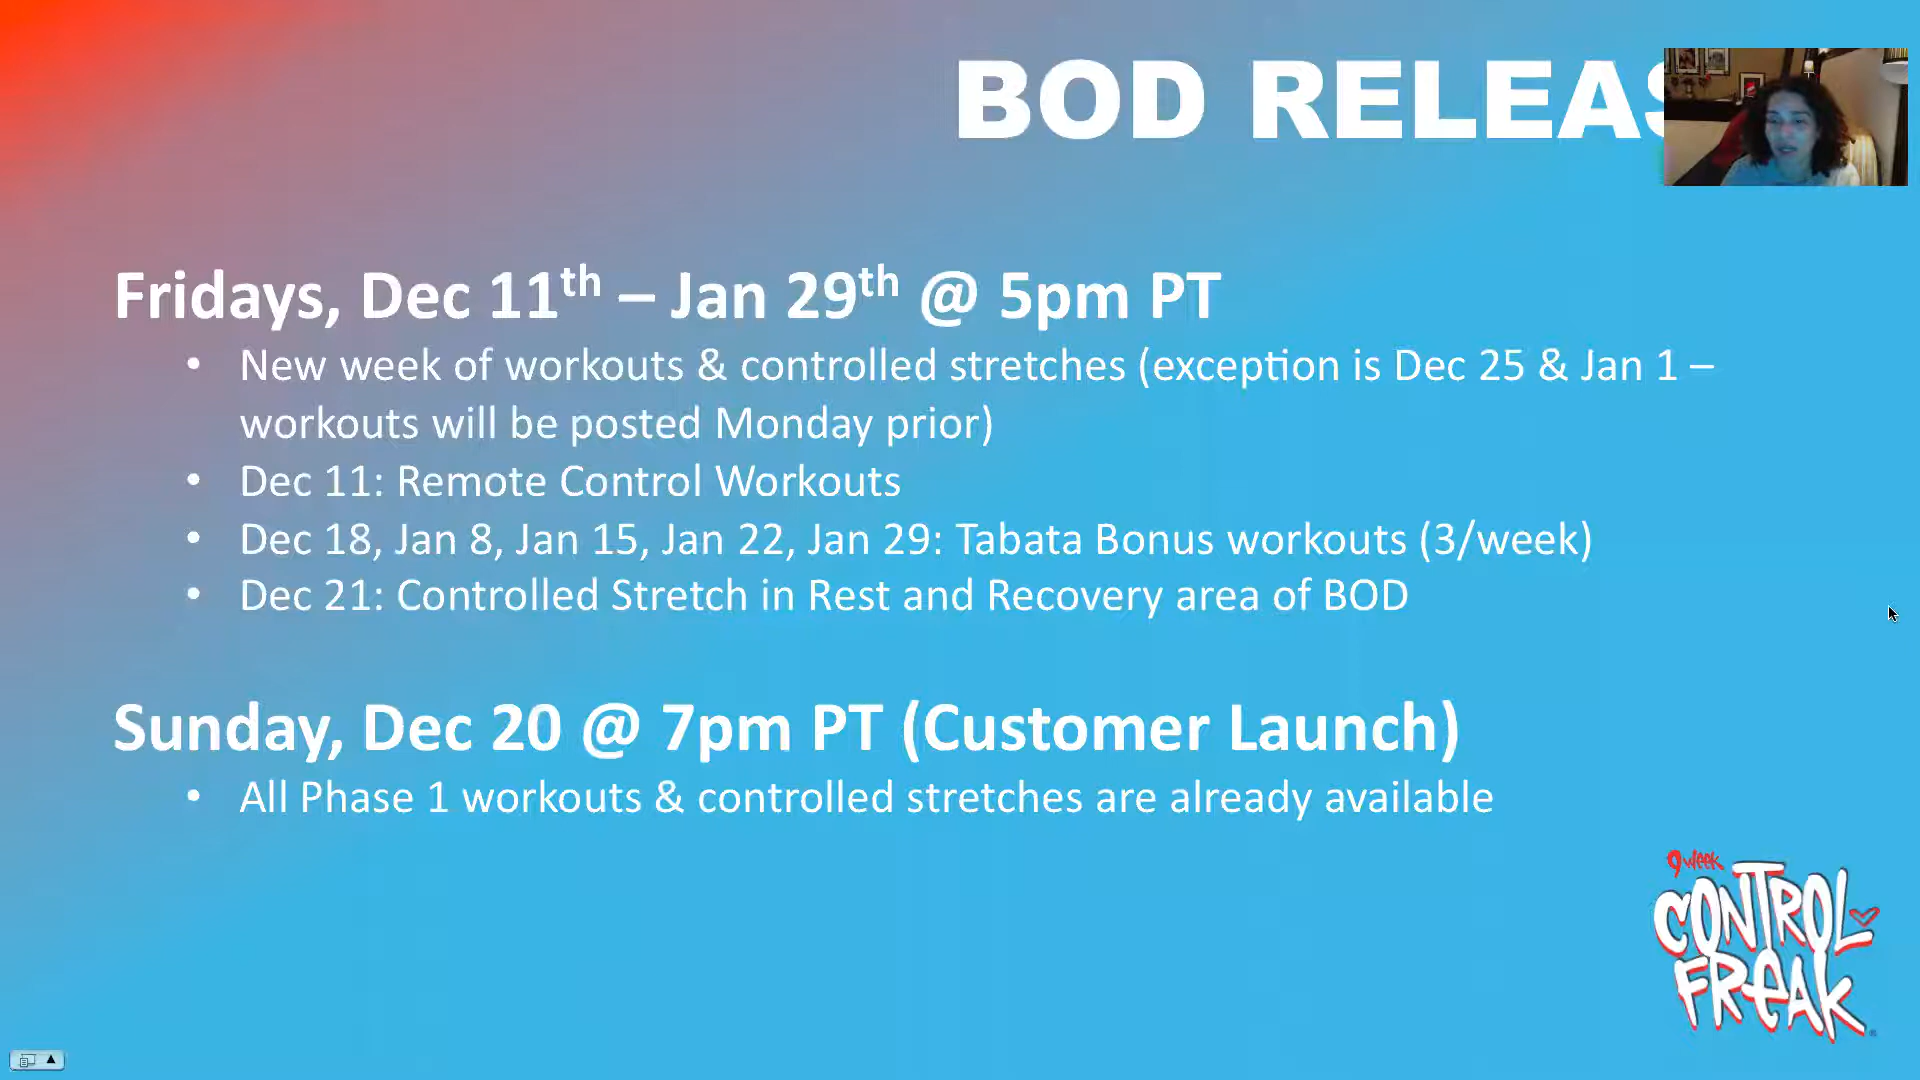 BOD RELEAS
Fridays, Dec 11th – Jan 29th @ 5pm PT
• New week of workouts & controlled stretches (exception is Dec 25 & Jan 1 –
workouts will be posted Monday prior)
• Dec 11: Remote Control Workouts
• Dec 18, Jan 8, Jan 15, Jan 22, Jan 29: Tabata Bonus workouts (3/week)
• Dec 21: Controlled Stretch in Rest and Recovery area of BOD
Sunday, Dec 20 @ 7pm PT (Customer Launch)
• All Phase 1 workouts & controlled stretches are already available
9 week
CONTROL
FREAK